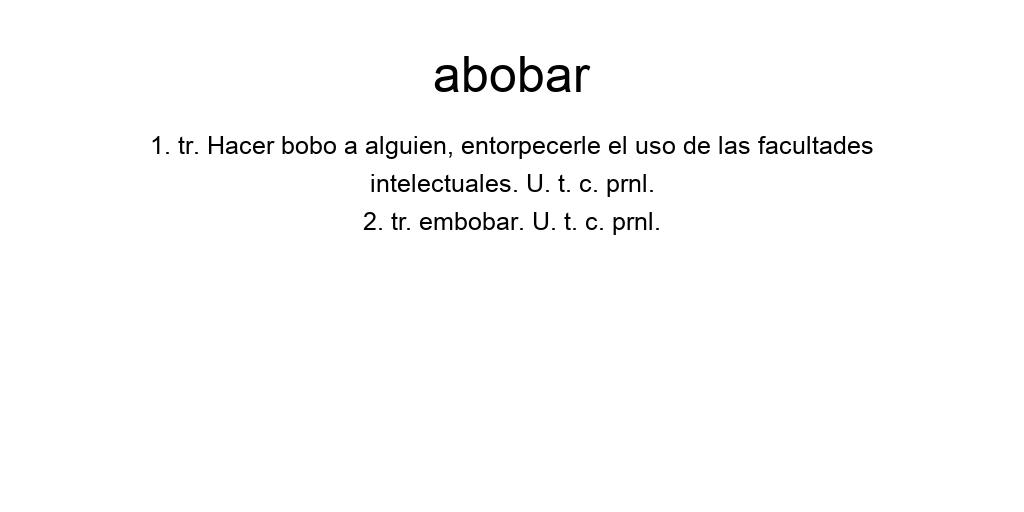 abobar
1. tr. Hacer bobo a alguien, entorpecerle el uso de las facultades
intelectuales. U. t. c. prnl.
2. tr. embobar. U. t. c. prnl.